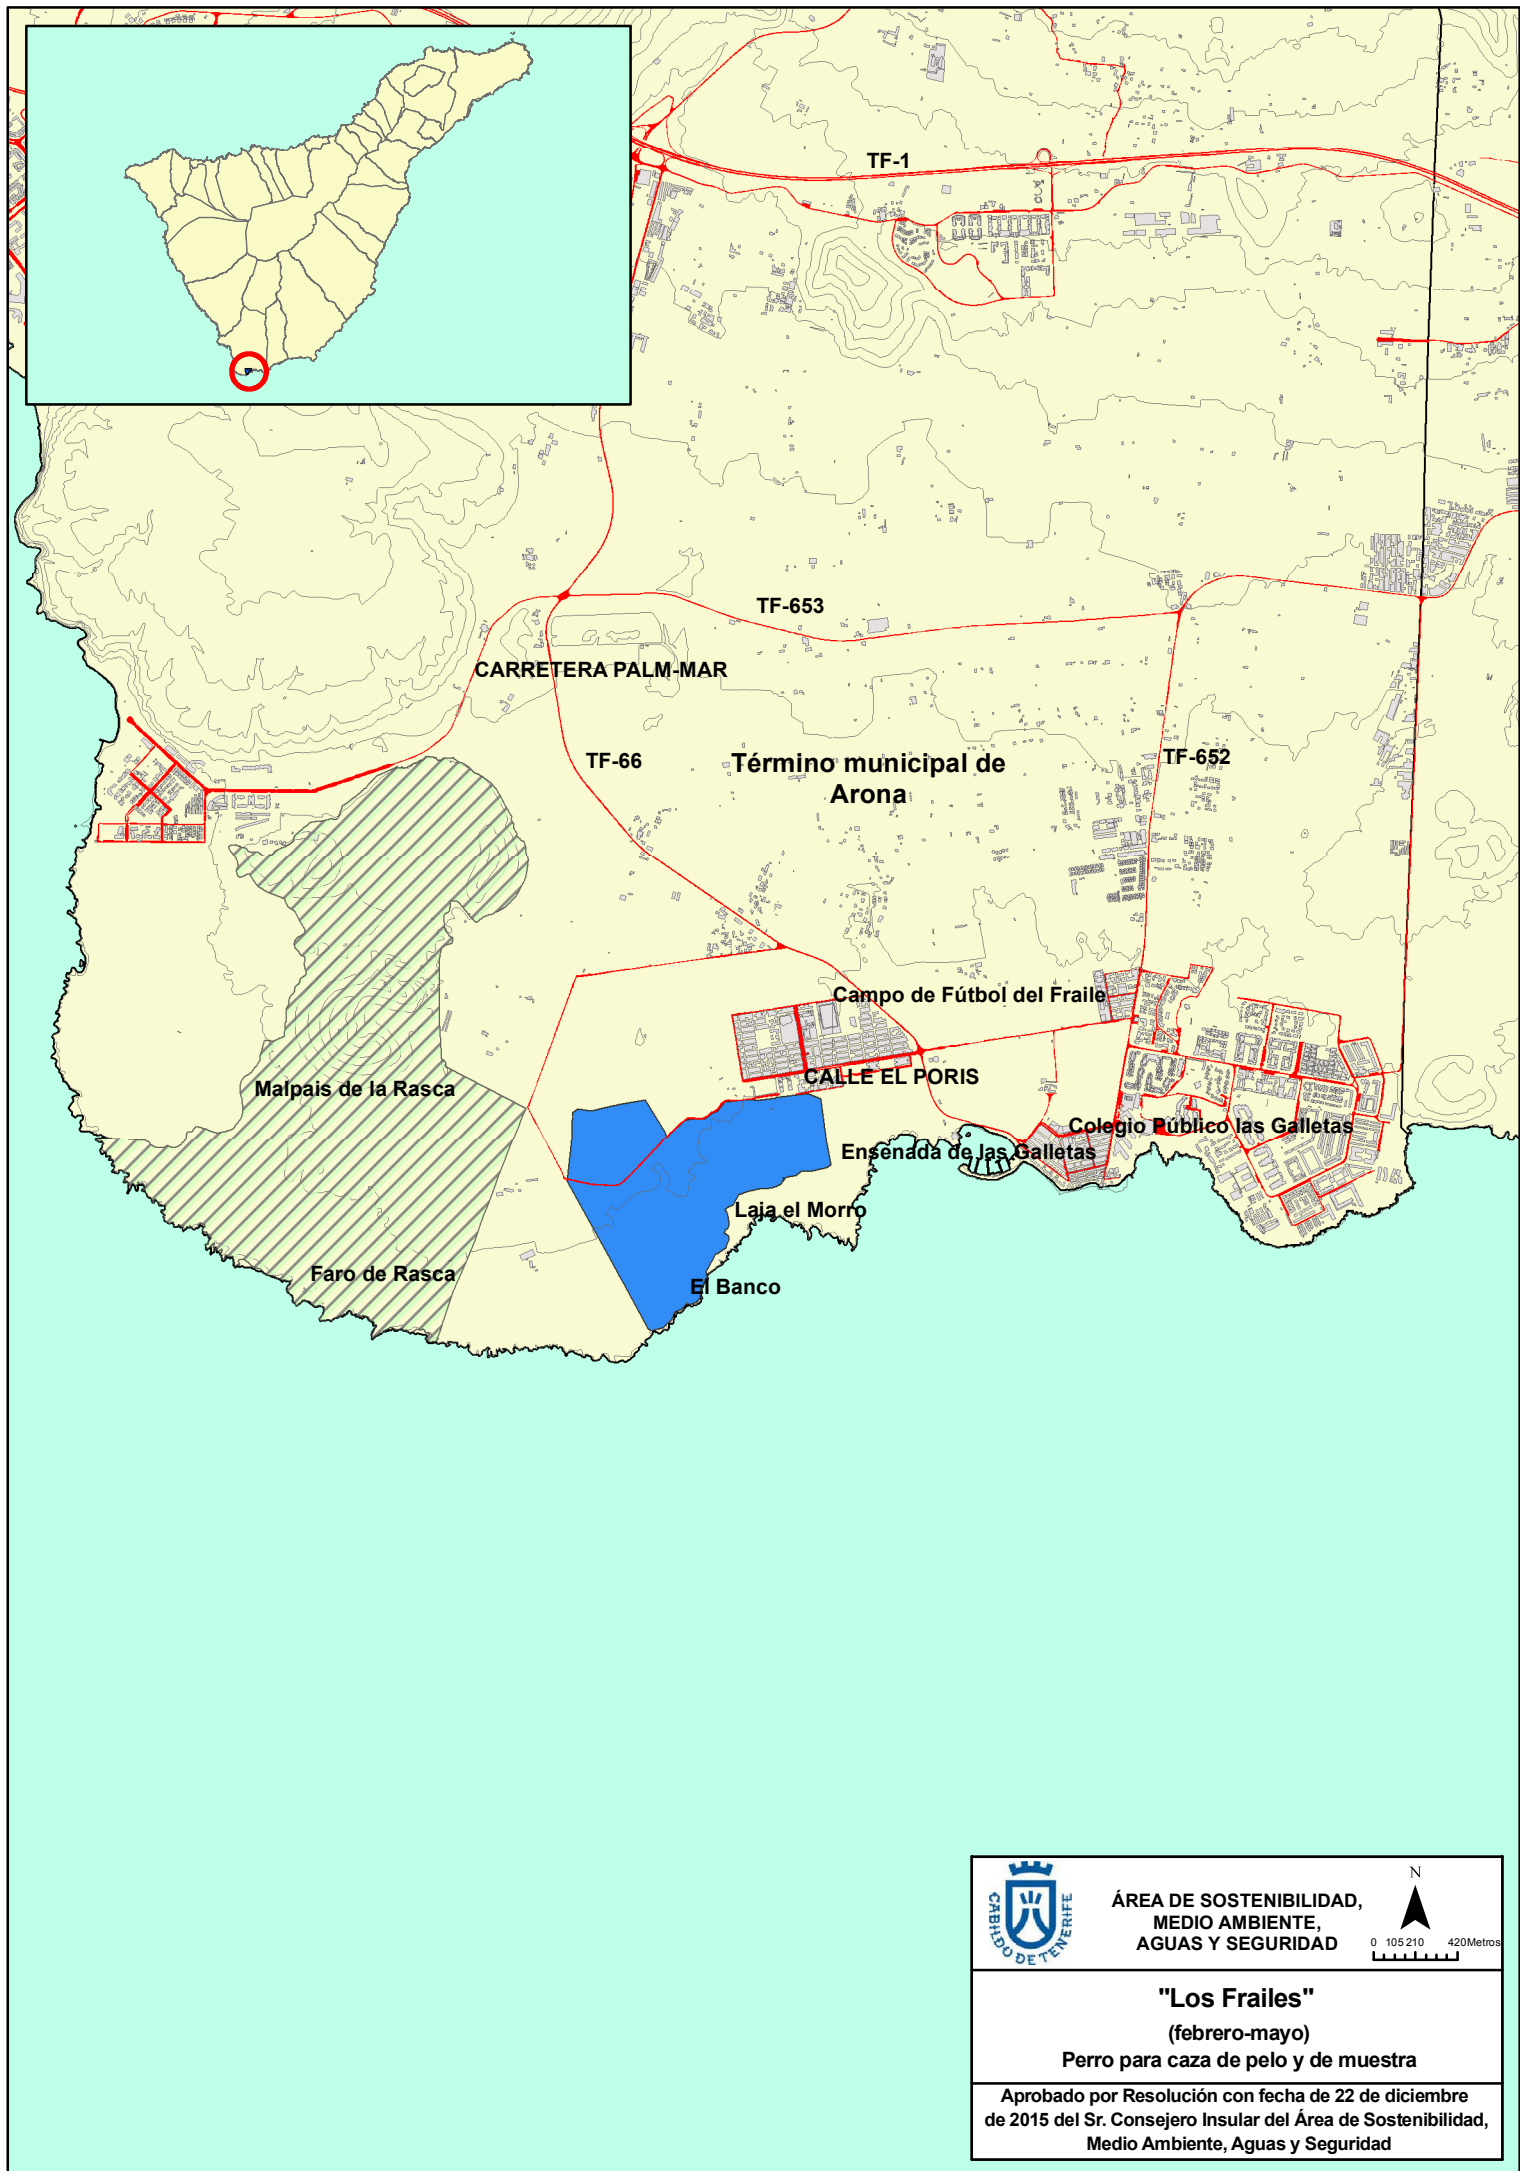 TF-1
TF-653
CARRETERA PALM-MAR
TF-66
Término municipal de
Arona
TF-652
Campo de Fútbol del Fraile
CALLE EL PORIS
Malpais de la Rasca
Colegio Público las Galletas
Ensenada de las Galletas
Laja el Morro
Faro de Rasca
El Banco
CABILDO DE TENERIFE
ÁREA DE SOSTENIBILIDAD,
MEDIO AMBIENTE,
AGUAS Y SEGURIDAD
N
0 105 210 420 Metros
"Los Frailes"
(febrero-mayo)
Perro para caza de pelo y de muestra
Aprobado por Resolución con fecha de 22 de diciembre
de 2015 del Sr. Consejero Insular del Área de Sostenibilidad,
Medio Ambiente, Aguas y Seguridad